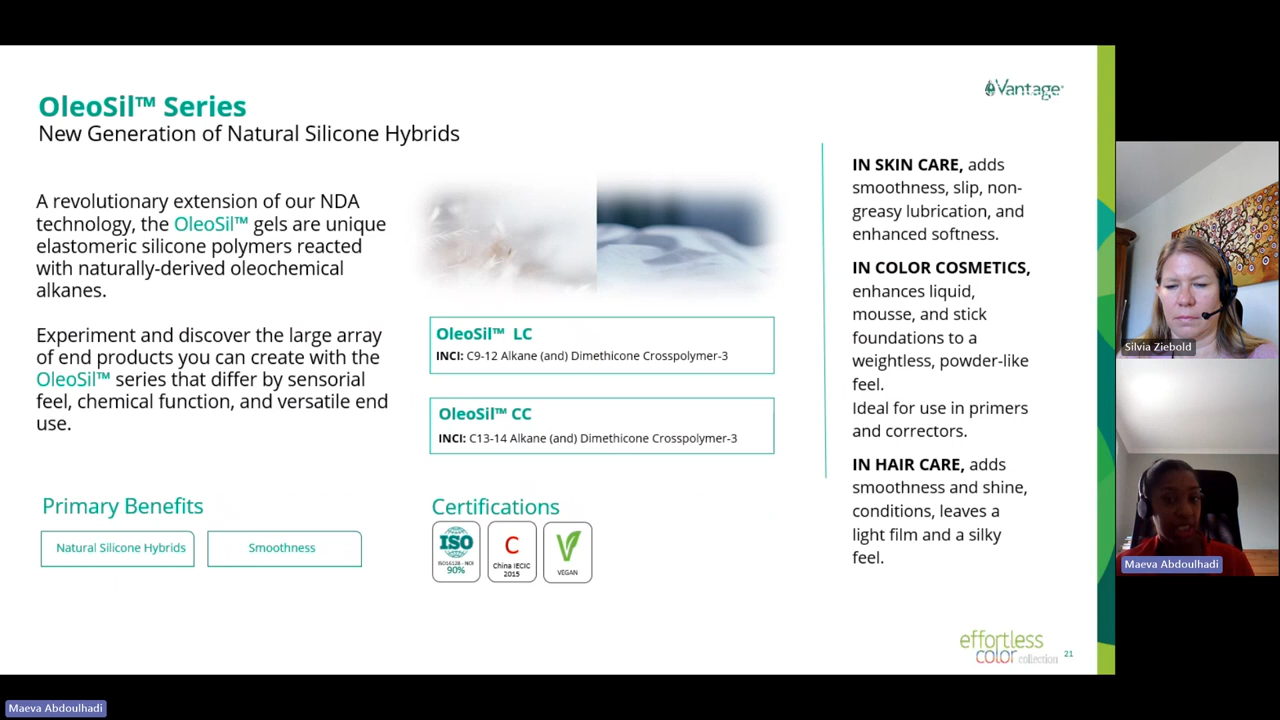 OleoSil™ Series
New Generation of Natural Silicone Hybrids
Vantage
A revolutionary extension of our NDA
technology, the OleoSil™ gels are unique
elastomeric silicone polymers reacted
with naturally-derived oleochemical
alkanes.
Experiment and discover the large array
of end products you can create with the
OleoSil™ series that differ by sensorial
feel, chemical function, and versatile end
use.
Primary Benefits
Natural Silicone Hybrids
Smoothness
OleoSil™ LC
INCI: C9-12 Alkane (and) Dimethicone Crosspolymer-3
OleoSil™ CC
INCI: C13-14 Alkane (and) Dimethicone Crosspolymer-3
Certifications
ISO
ISO16128 - NCI
90%
C
China IECIC
2015
VEGAN
IN SKIN CARE, adds
smoothness, slip, non-
greasy lubrication, and
enhanced softness.
IN COLOR COSMETICS,
enhances liquid,
mousse, and stick
foundations to a
weightless, powder-like
feel.
Ideal for use in primers
and correctors.
IN HAIR CARE, adds
smoothness and shine,
conditions, leaves a
light film and a silky
feel.
effortless
color collection
21
Silvia Ziebold
Maeva Abdoulhadi
Maeva Abdoulhadi